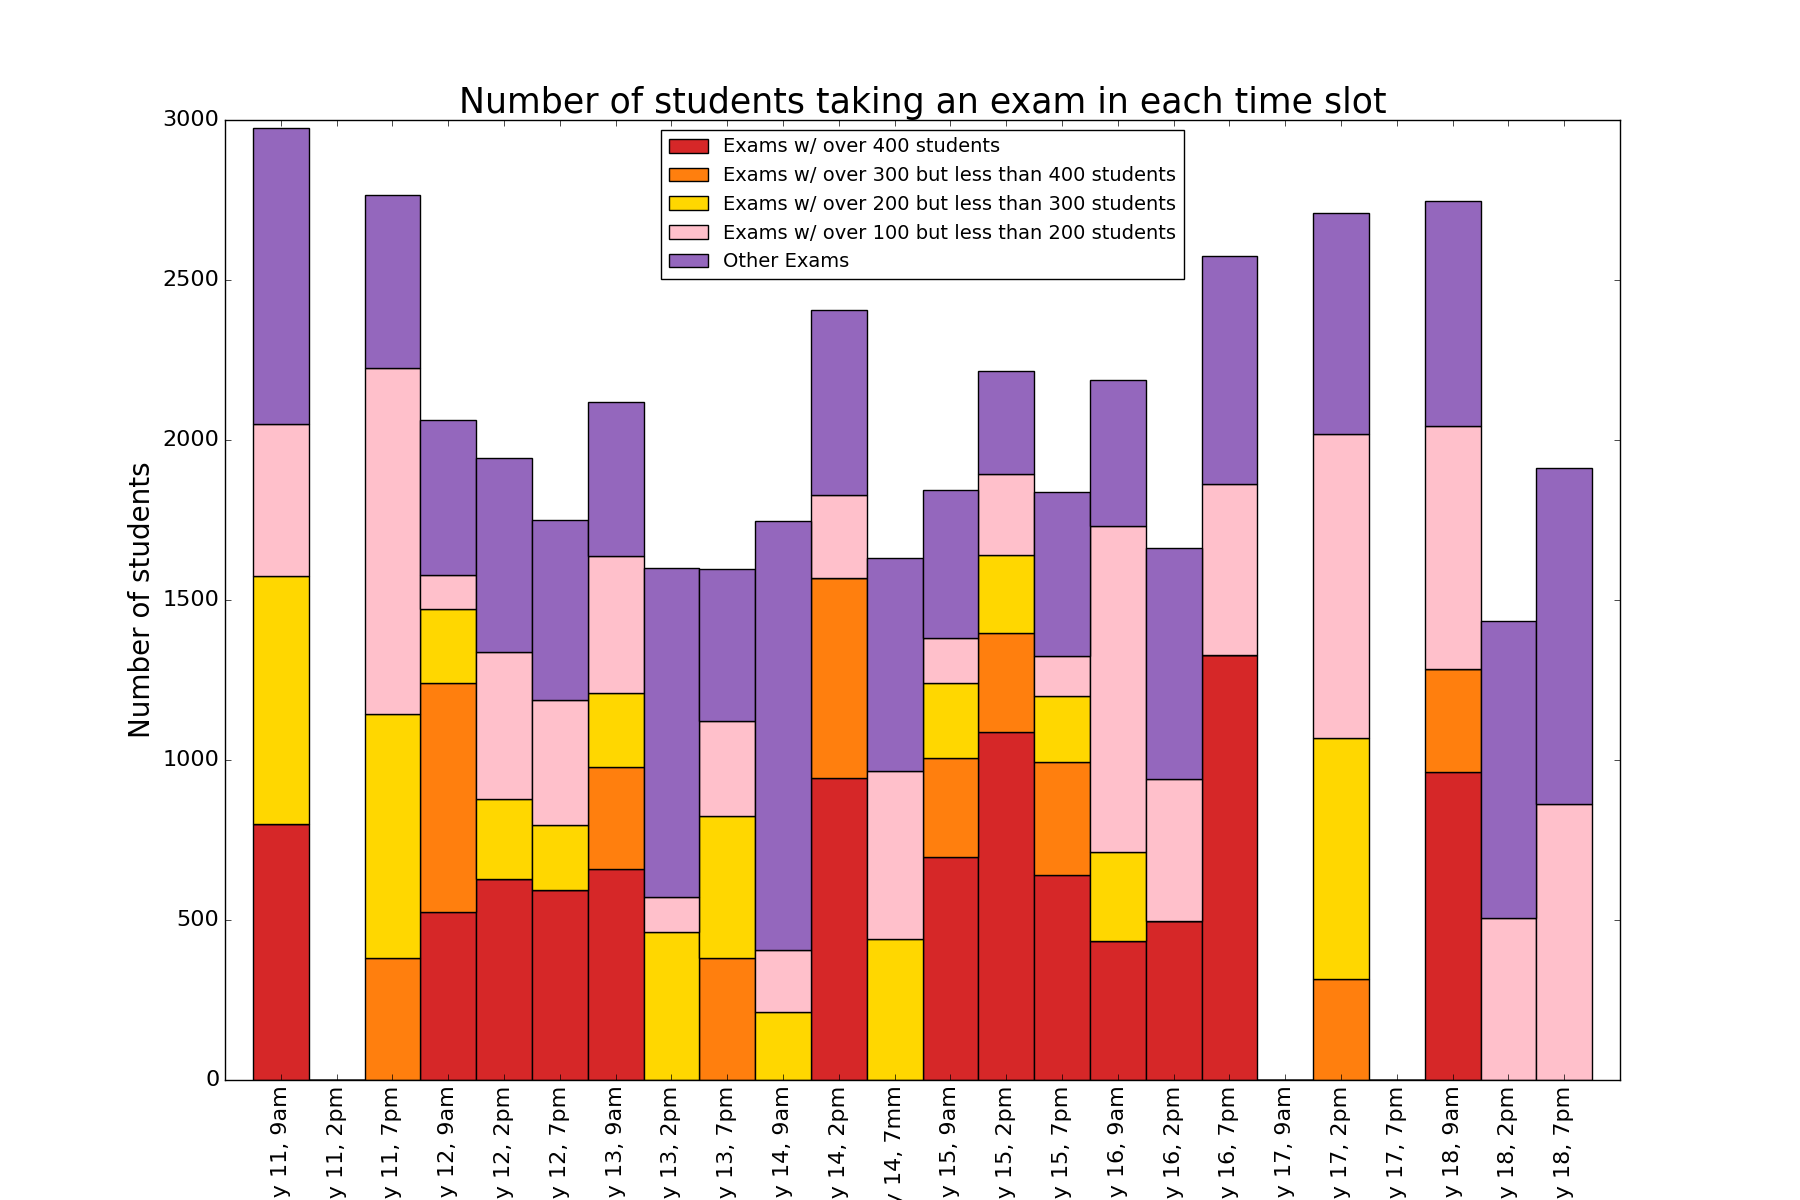 Number of students taking an exam in each time slot
Exams w/ over 400 students
Exams w/ over 300 but less than 400 students
Exams w/ over 200 but less than 300 students
Exams w/ over 100 but less than 200 students
Other Exams
Number of students
3000
2500
2000
1500
1000
500
0
y 11, 9am
y 11, 2pm
y 11, 7pm
y 12, 9am
y 12, 2pm
y 12, 7pm
y 13, 9am
y 13, 2pm
y 13, 7pm
y 14, 9am
y 14, 2pm
y 14, 7mm
y 15, 9am
y 15, 2pm
y 15, 7pm
y 16, 9am
y 16, 2pm
y 16, 7pm
y 17, 9am
y 17, 2pm
y 17, 7pm
y 18, 9am
y 18, 2pm
y 18, 7pm